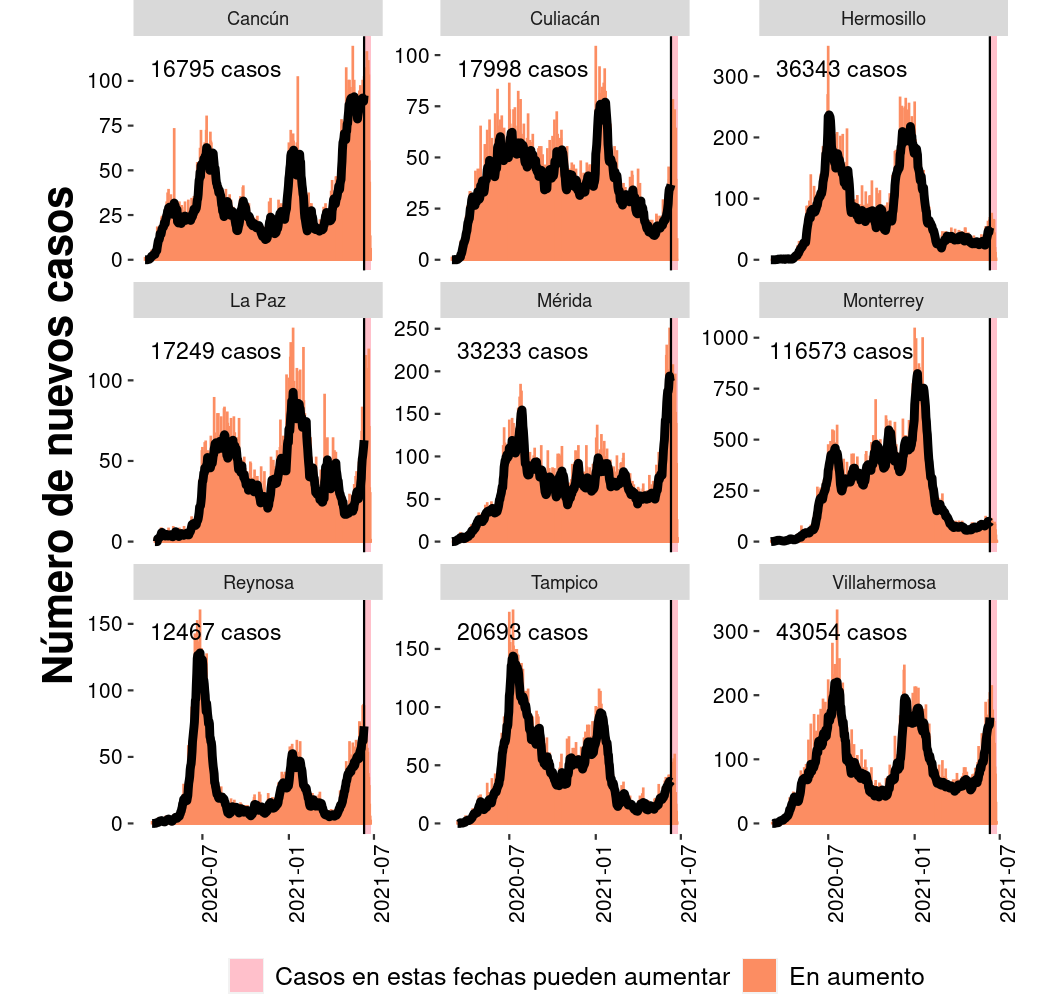 Número de nuevos casos
Cancún
Culiacán
Hermosillo
16795 casos
17998 casos
36343 casos
100
75
50
25
0
100
75
50
25
0
300
200
100
0
La Paz
Mérida
Monterrey
17249 casos
33233 casos
116573 casos
100
50
0
250
200
150
100
50
0
1000
750
500
250
0
Reynosa
Tampico
Villahermosa
12467 casos
20693 casos
43054 casos
150
100
50
0
150
100
50
0
300
200
100
0
2020-07
2021-01
2021-07
2020-07
2021-01
2021-07
2020-07
2021-01
2021-07
Casos en estas fechas pueden aumentar
En aumento